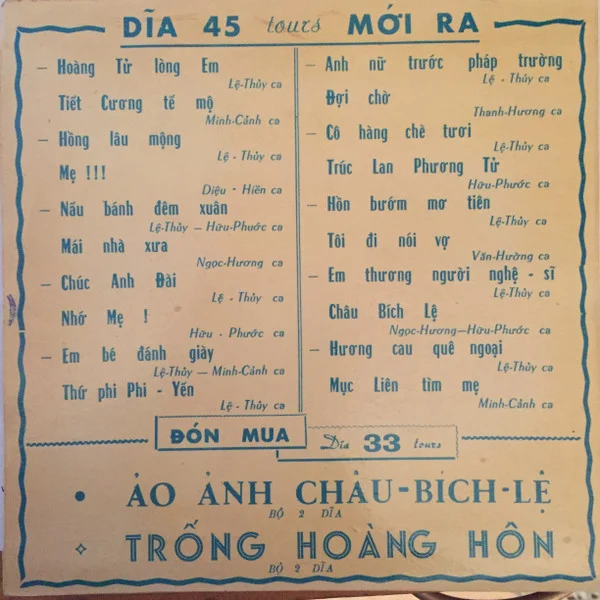 DĨA 45 tours MỚI RA
– Hoàng Tử lòng Em
Lệ-Thủy ca
Tiết Cương tế mộ
Minh-Cảnh ca
– Hồng lâu mộng
Lệ - Thủy ca
Mẹ !!!
Diệu - Hiền ca
– Nấu bánh đêm xuân
Lệ-Thủy — Hữu-Phước ca
Mái nhà xưa
Ngọc-Hương ca
– Chúc Anh Đài
Lệ - Thủy ca
Nhớ Mẹ !
Hữu - Phước ca
– Em bé đánh giày
Lệ-Thủy — Minh-Cảnh ca
Thứ phi Phi - Yến
Lệ - Thủy ca
– Anh nữ trước pháp trường
Lệ - Thủy ca
Đợi chờ
Thanh-Hương ca
– Cô hàng chè tươi
Lệ-Thủy ca
Trúc Lan Phương Tử
Hữu-Phước ca
– Hồn bướm mơ tiên
Lệ-Thủy ca
Tôi đi nói vợ
Văn-Hường ca
– Em thương người nghệ - sĩ
Lệ-Thủy ca
Châu Bích Lệ
Ngọc-Hương—Hữu-Phước ca
– Hương cau quê ngoại
Lệ-Thủy ca
Mục Liên tìm mẹ
Minh-Cảnh ca
ĐÓN MUA
Dĩa 33 tours
• ẢO ẢNH CHÂU-BÍCH-LỆ
BỘ 2 DĨA
✧ TRỐNG HOÀNG HÔN
BỘ 2 DĨA